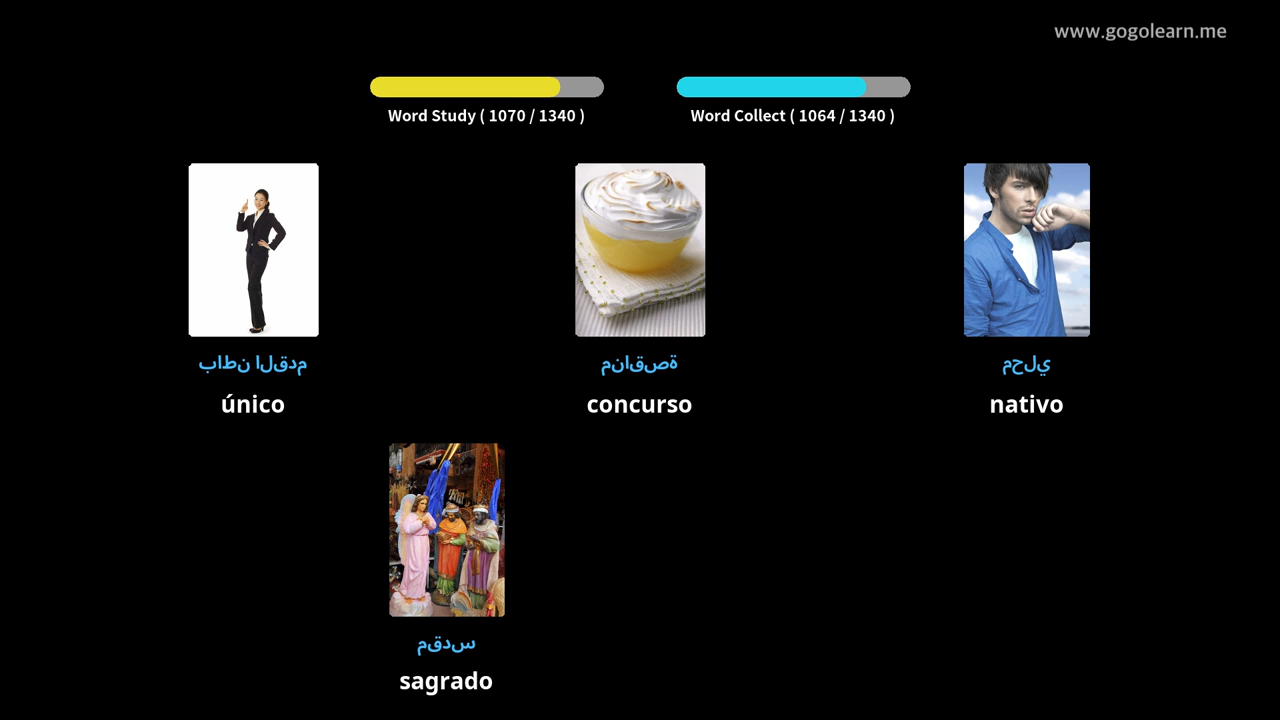 www.gogolearn.me
Word Study ( 1070 / 1340 )
Word Collect ( 1064 / 1340 )
باطن القدم
único
مناقصة
concurso
محلي
nativo
مقدس
sagrado